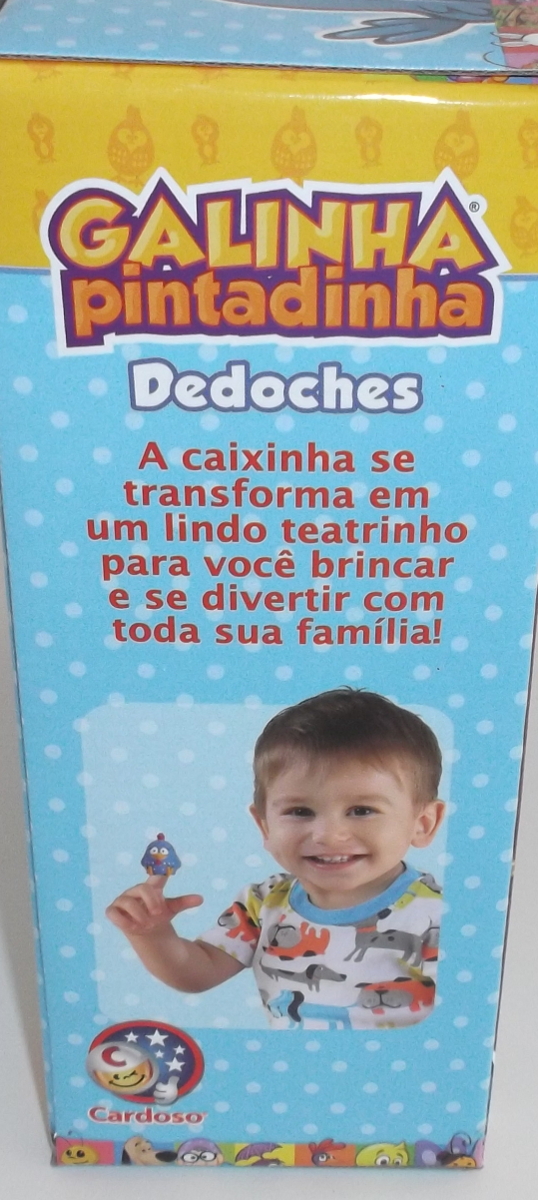 GALINHA®
pintadinha
Dedoches
A caixinha se
transforma em
um lindo teatrinho
para você brincar
e se divertir com
toda sua família!
C
Cardoso